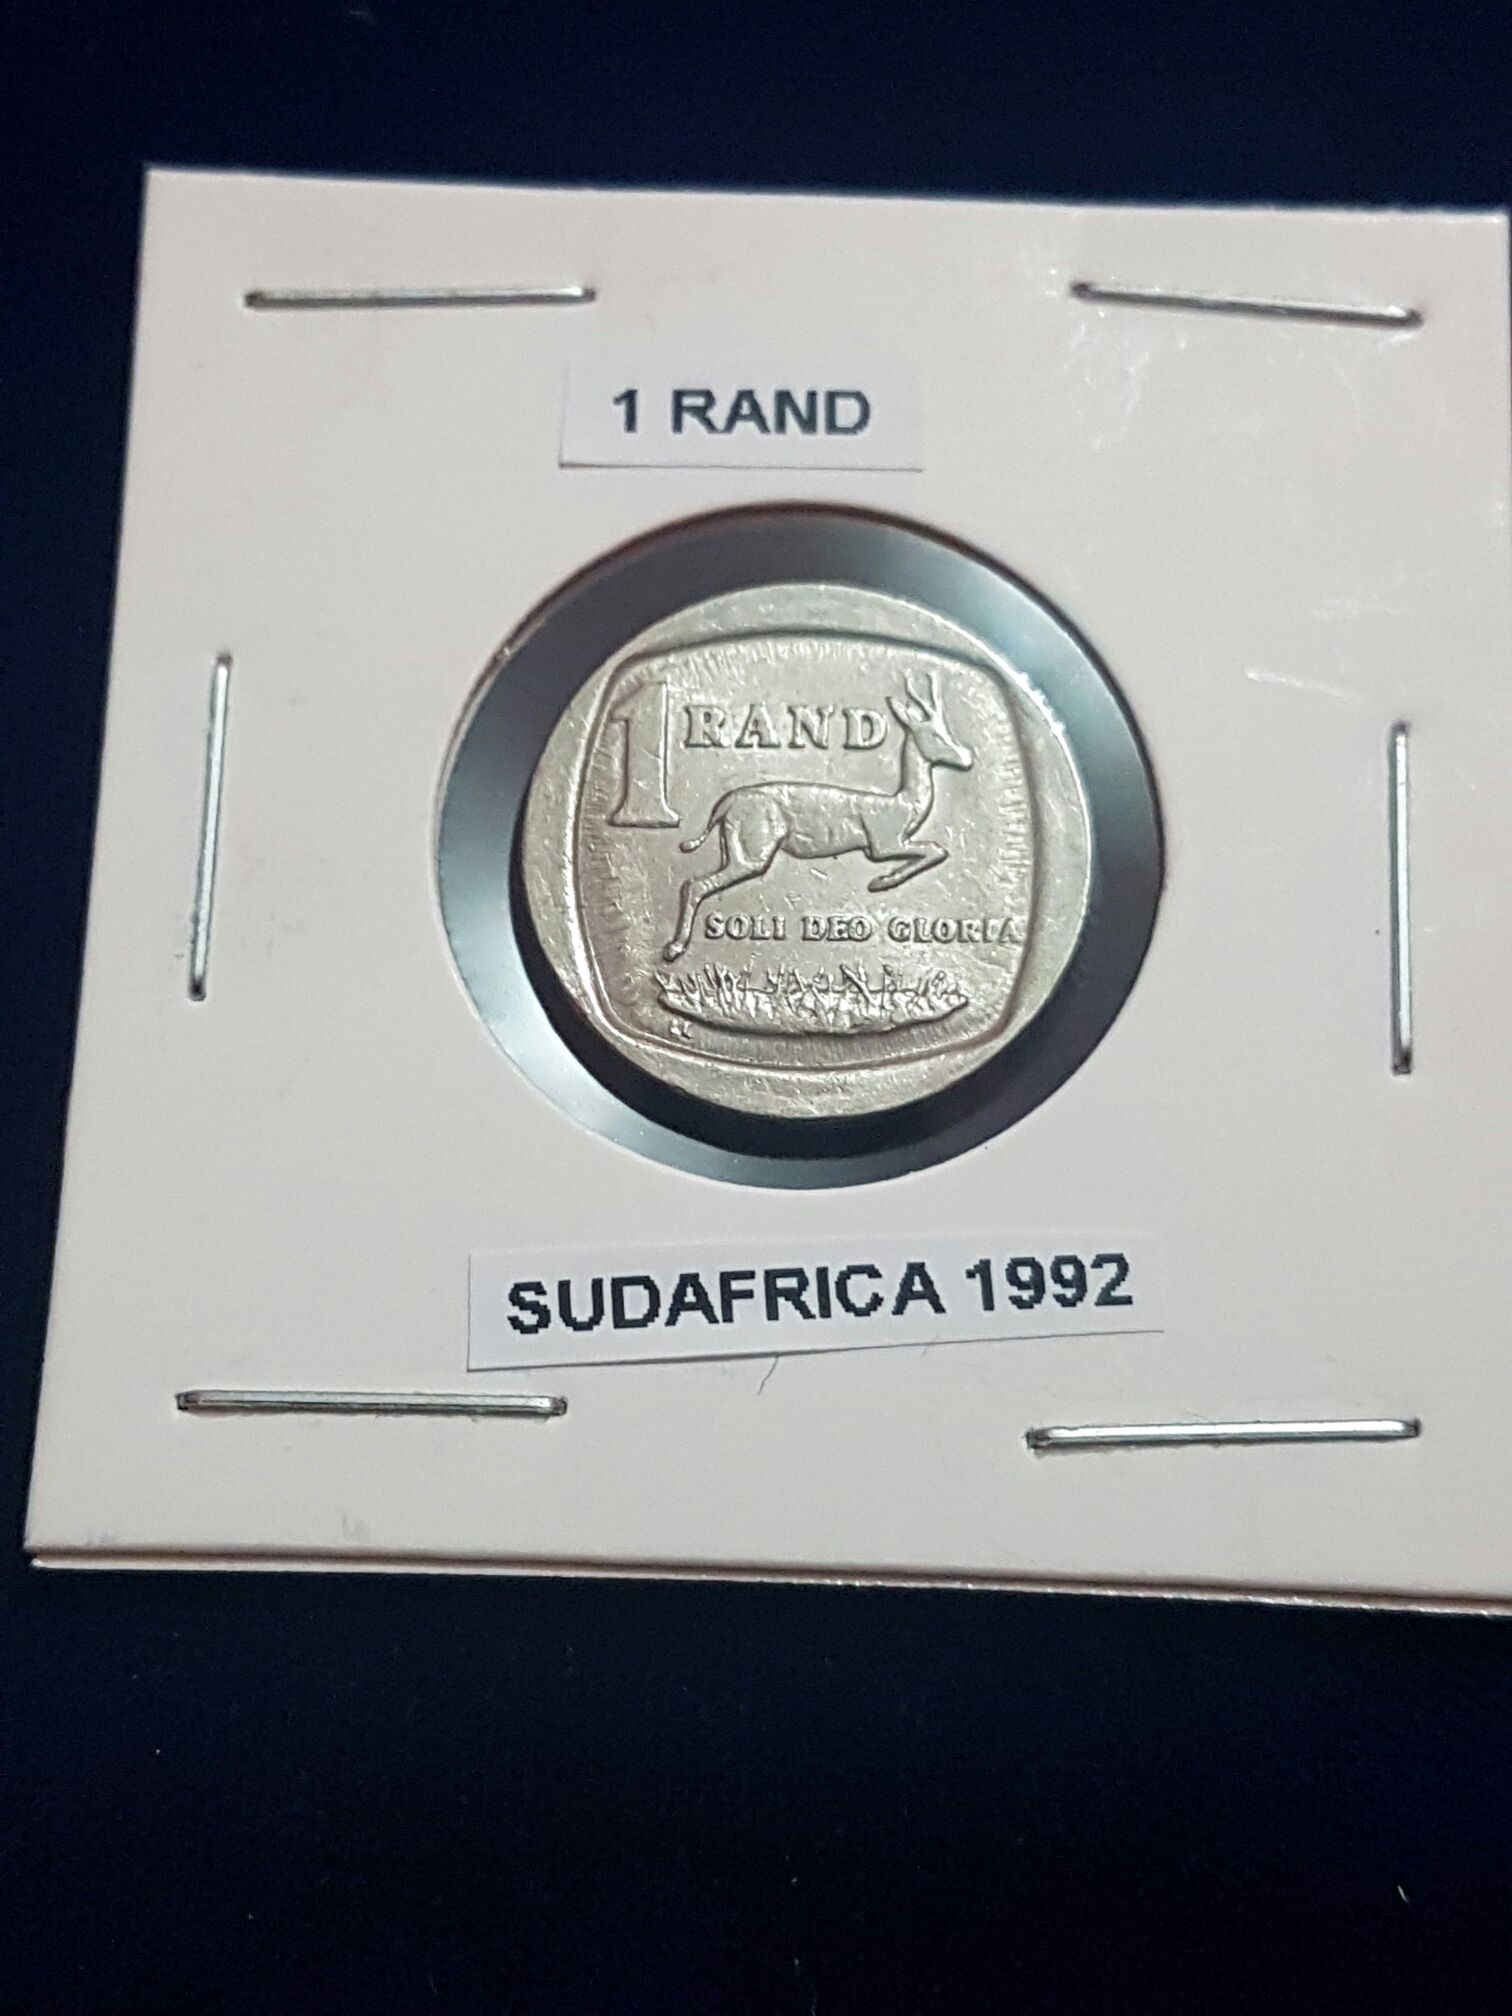 1 RAND
1 RAND
SOLI DEO GLORIA
SUDAFRICA 1992